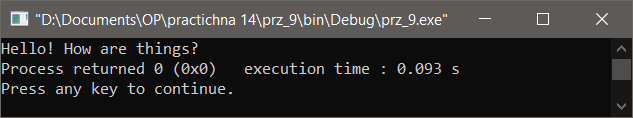 "D:\Documents\OP\practichna 14\prz_9\bin\Debug\prz_9.exe"
Hello! How are things?
Process returned 0 (0x0)   execution time : 0.093 s
Press any key to continue.